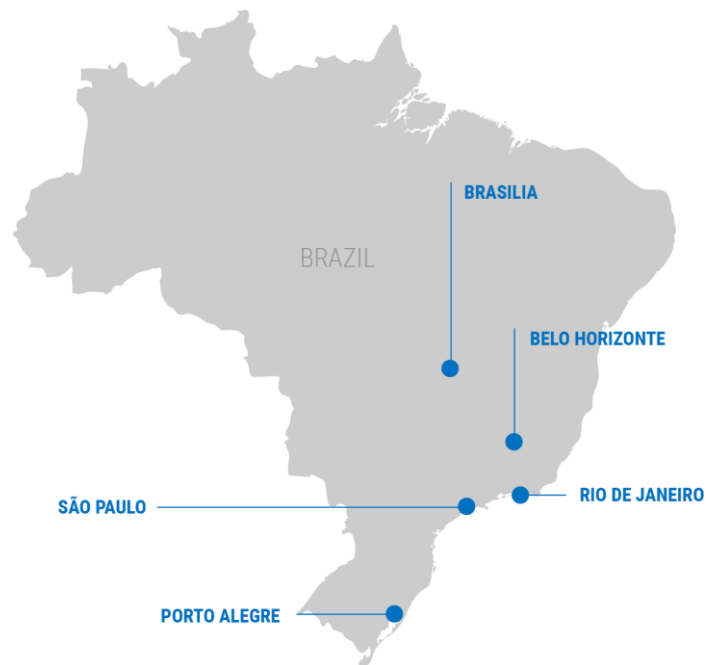 BRASILIA
BRAZIL
BELO HORIZONTE
RIO DE JANEIRO
SÃO PAULO
PORTO ALEGRE